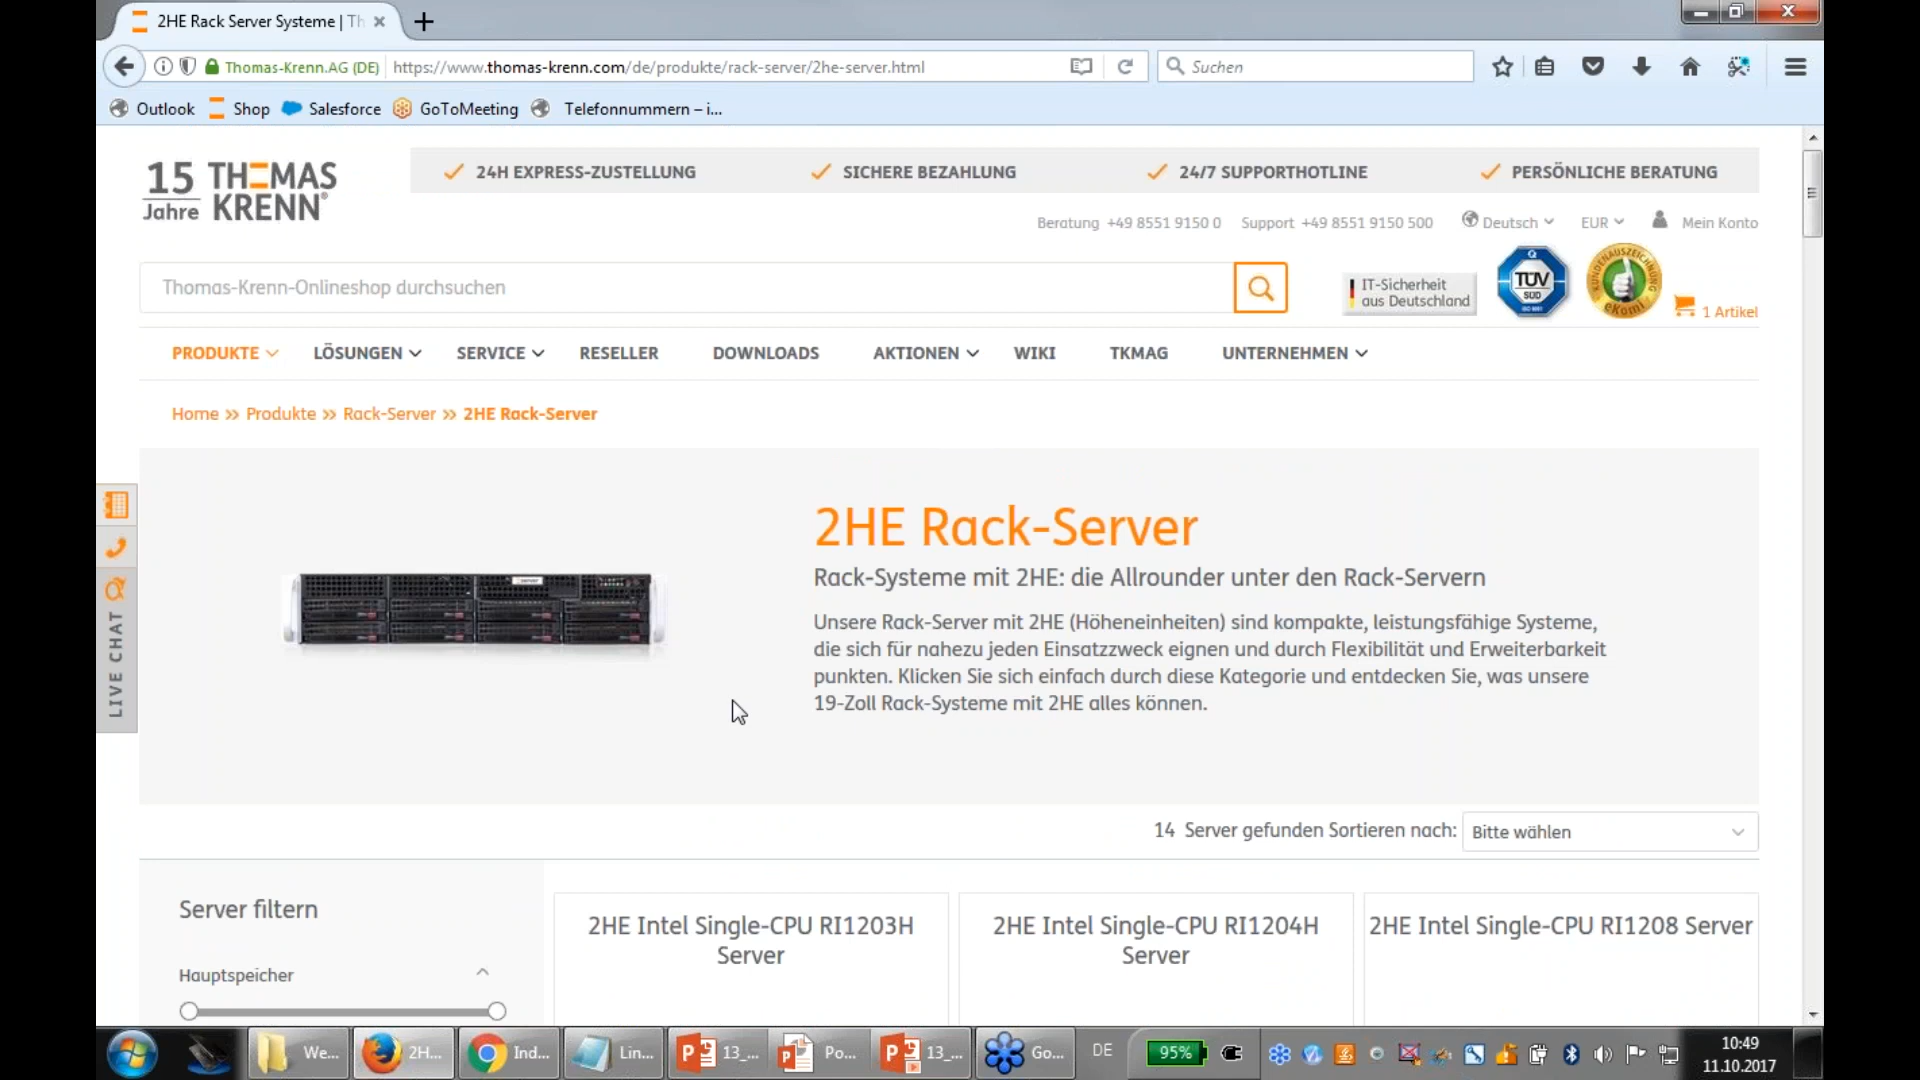 2HE Rack Server Systeme | Th
Thomas-Krenn.AG (DE)
https://www.thomas-krenn.com/de/produkte/rack-server/2he-server.html
Suchen
Outlook
Shop
Salesforce
GoToMeeting
Telefonnummern – i...
15 Jahre
THOMAS KRENN®
24H EXPRESS-ZUSTELLUNG
SICHERE BEZAHLUNG
24/7 SUPPORTHOTLINE
PERSÖNLICHE BERATUNG
Beratung +49 8551 9150 0
Support +49 8551 9150 500
Deutsch
EUR
Mein Konto
Thomas-Krenn-Onlineshop durchsuchen
IT-Sicherheit
aus Deutschland
TÜV
SÜD
KUNDENAUSZEICHNUNG
eKomi
1 Artikel
PRODUKTE
LÖSUNGEN
SERVICE
RESELLER
DOWNLOADS
AKTIONEN
WIKI
TKMAG
UNTERNEHMEN
Home » Produkte » Rack-Server » 2HE Rack-Server
LIVE CHAT
2HE Rack-Server
Rack-Systeme mit 2HE: die Allrounder unter den Rack-Servern
Unsere Rack-Server mit 2HE (Höheneinheiten) sind kompakte, leistungsfähige Systeme,
die sich für nahezu jeden Einsatzzweck eignen und durch Flexibilität und Erweiterbarkeit
punkten. Klicken Sie sich einfach durch diese Kategorie und entdecken Sie, was unsere
19-Zoll Rack-Systeme mit 2HE alles können.
14 Server gefunden Sortieren nach:
Bitte wählen
Server filtern
Hauptspeicher
2HE Intel Single-CPU RI1203H
Server
2HE Intel Single-CPU RI1204H
Server
2HE Intel Single-CPU RI1208 Server
We...
2H...
Ind...
Lin...
13_...
Po...
13_...
Go...
DE
95%
10:49
11.10.2017